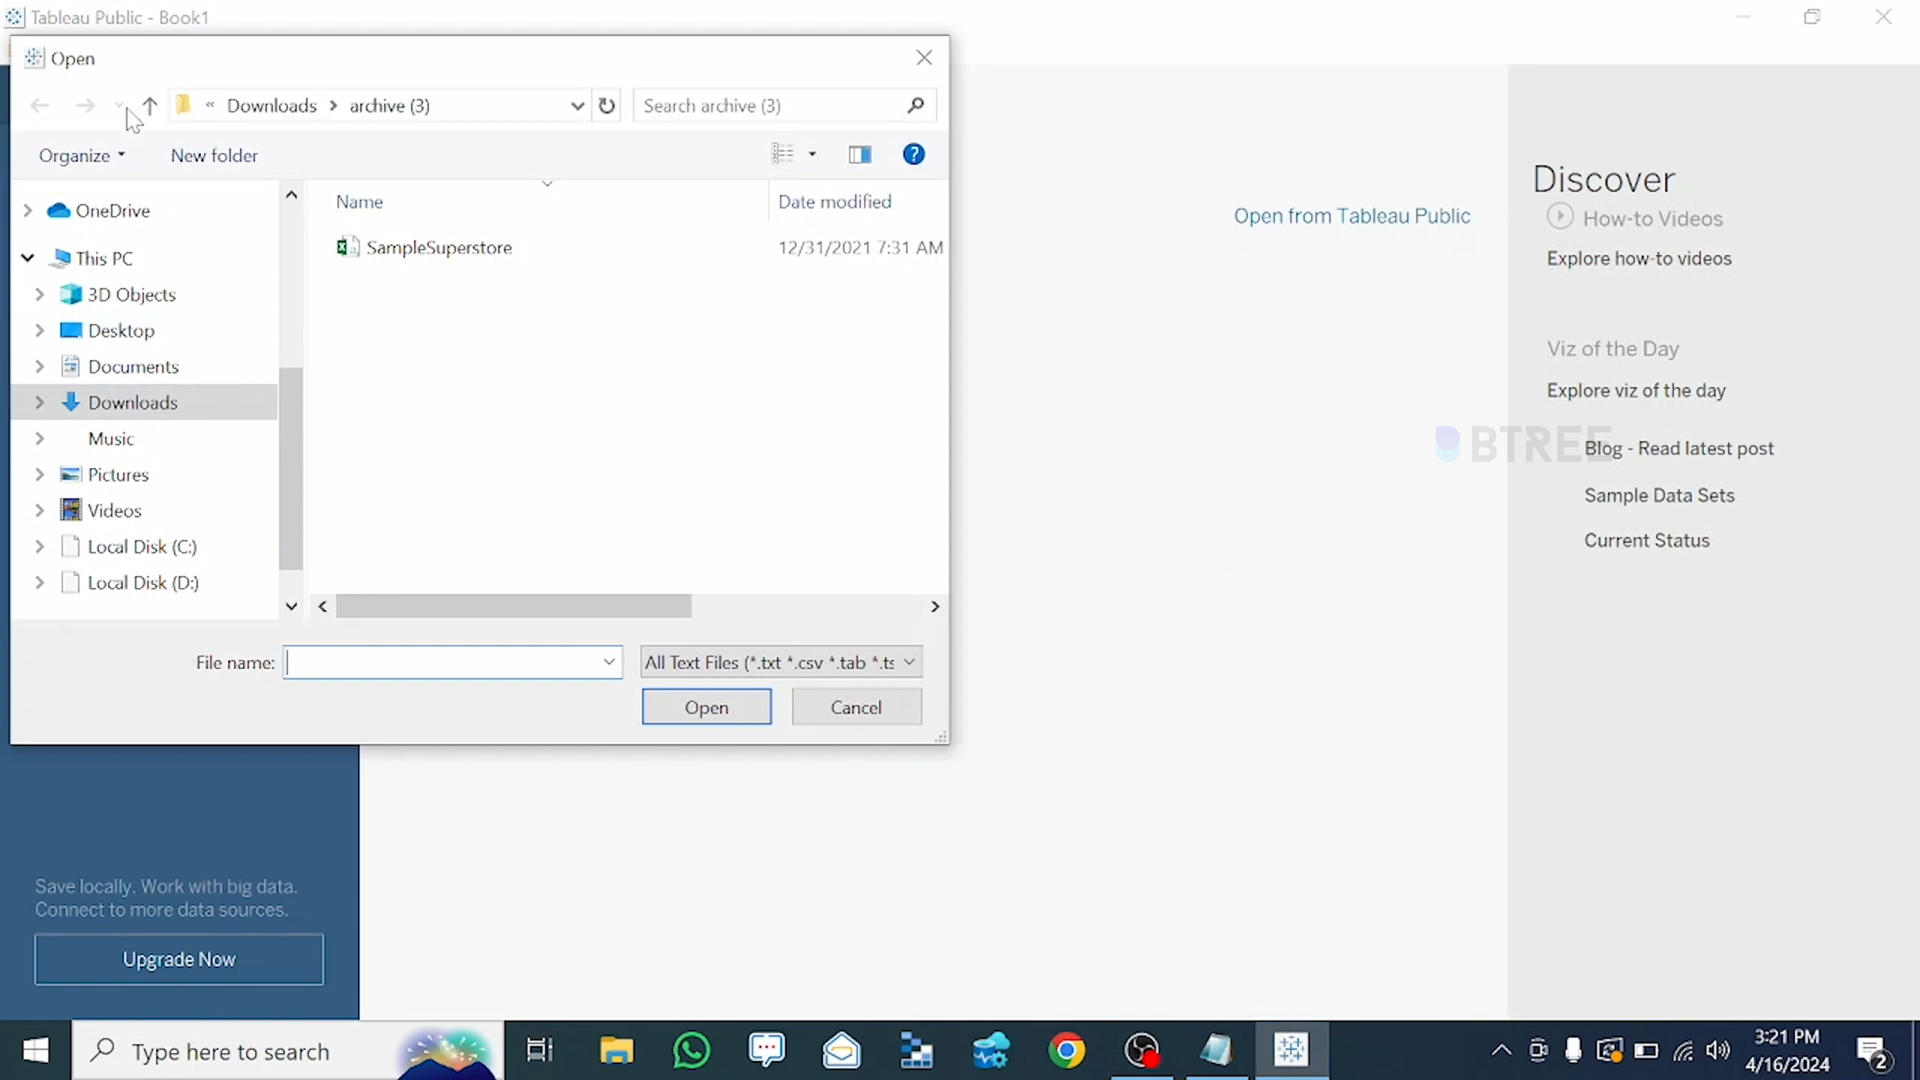 Tableau Public - Book1
Open
« Downloads > archive (3)
Search archive (3)
Organize
New folder
Name
Date modified
SampleSuperstore
12/31/2021 7:31 AM
OneDrive
This PC
3D Objects
Desktop
Documents
Downloads
Music
Pictures
Videos
Local Disk (C:)
Local Disk (D:)
File name:
All Text Files (*.txt *.csv *.tab *.ts
Open
Cancel
Open from Tableau Public
Discover
How-to Videos
Explore how-to videos
Viz of the Day
Explore viz of the day
BTREE
Blog - Read latest post
Sample Data Sets
Current Status
Save locally. Work with big data.
Connect to more data sources.
Upgrade Now
Type here to search
3:21 PM
4/16/2024
2